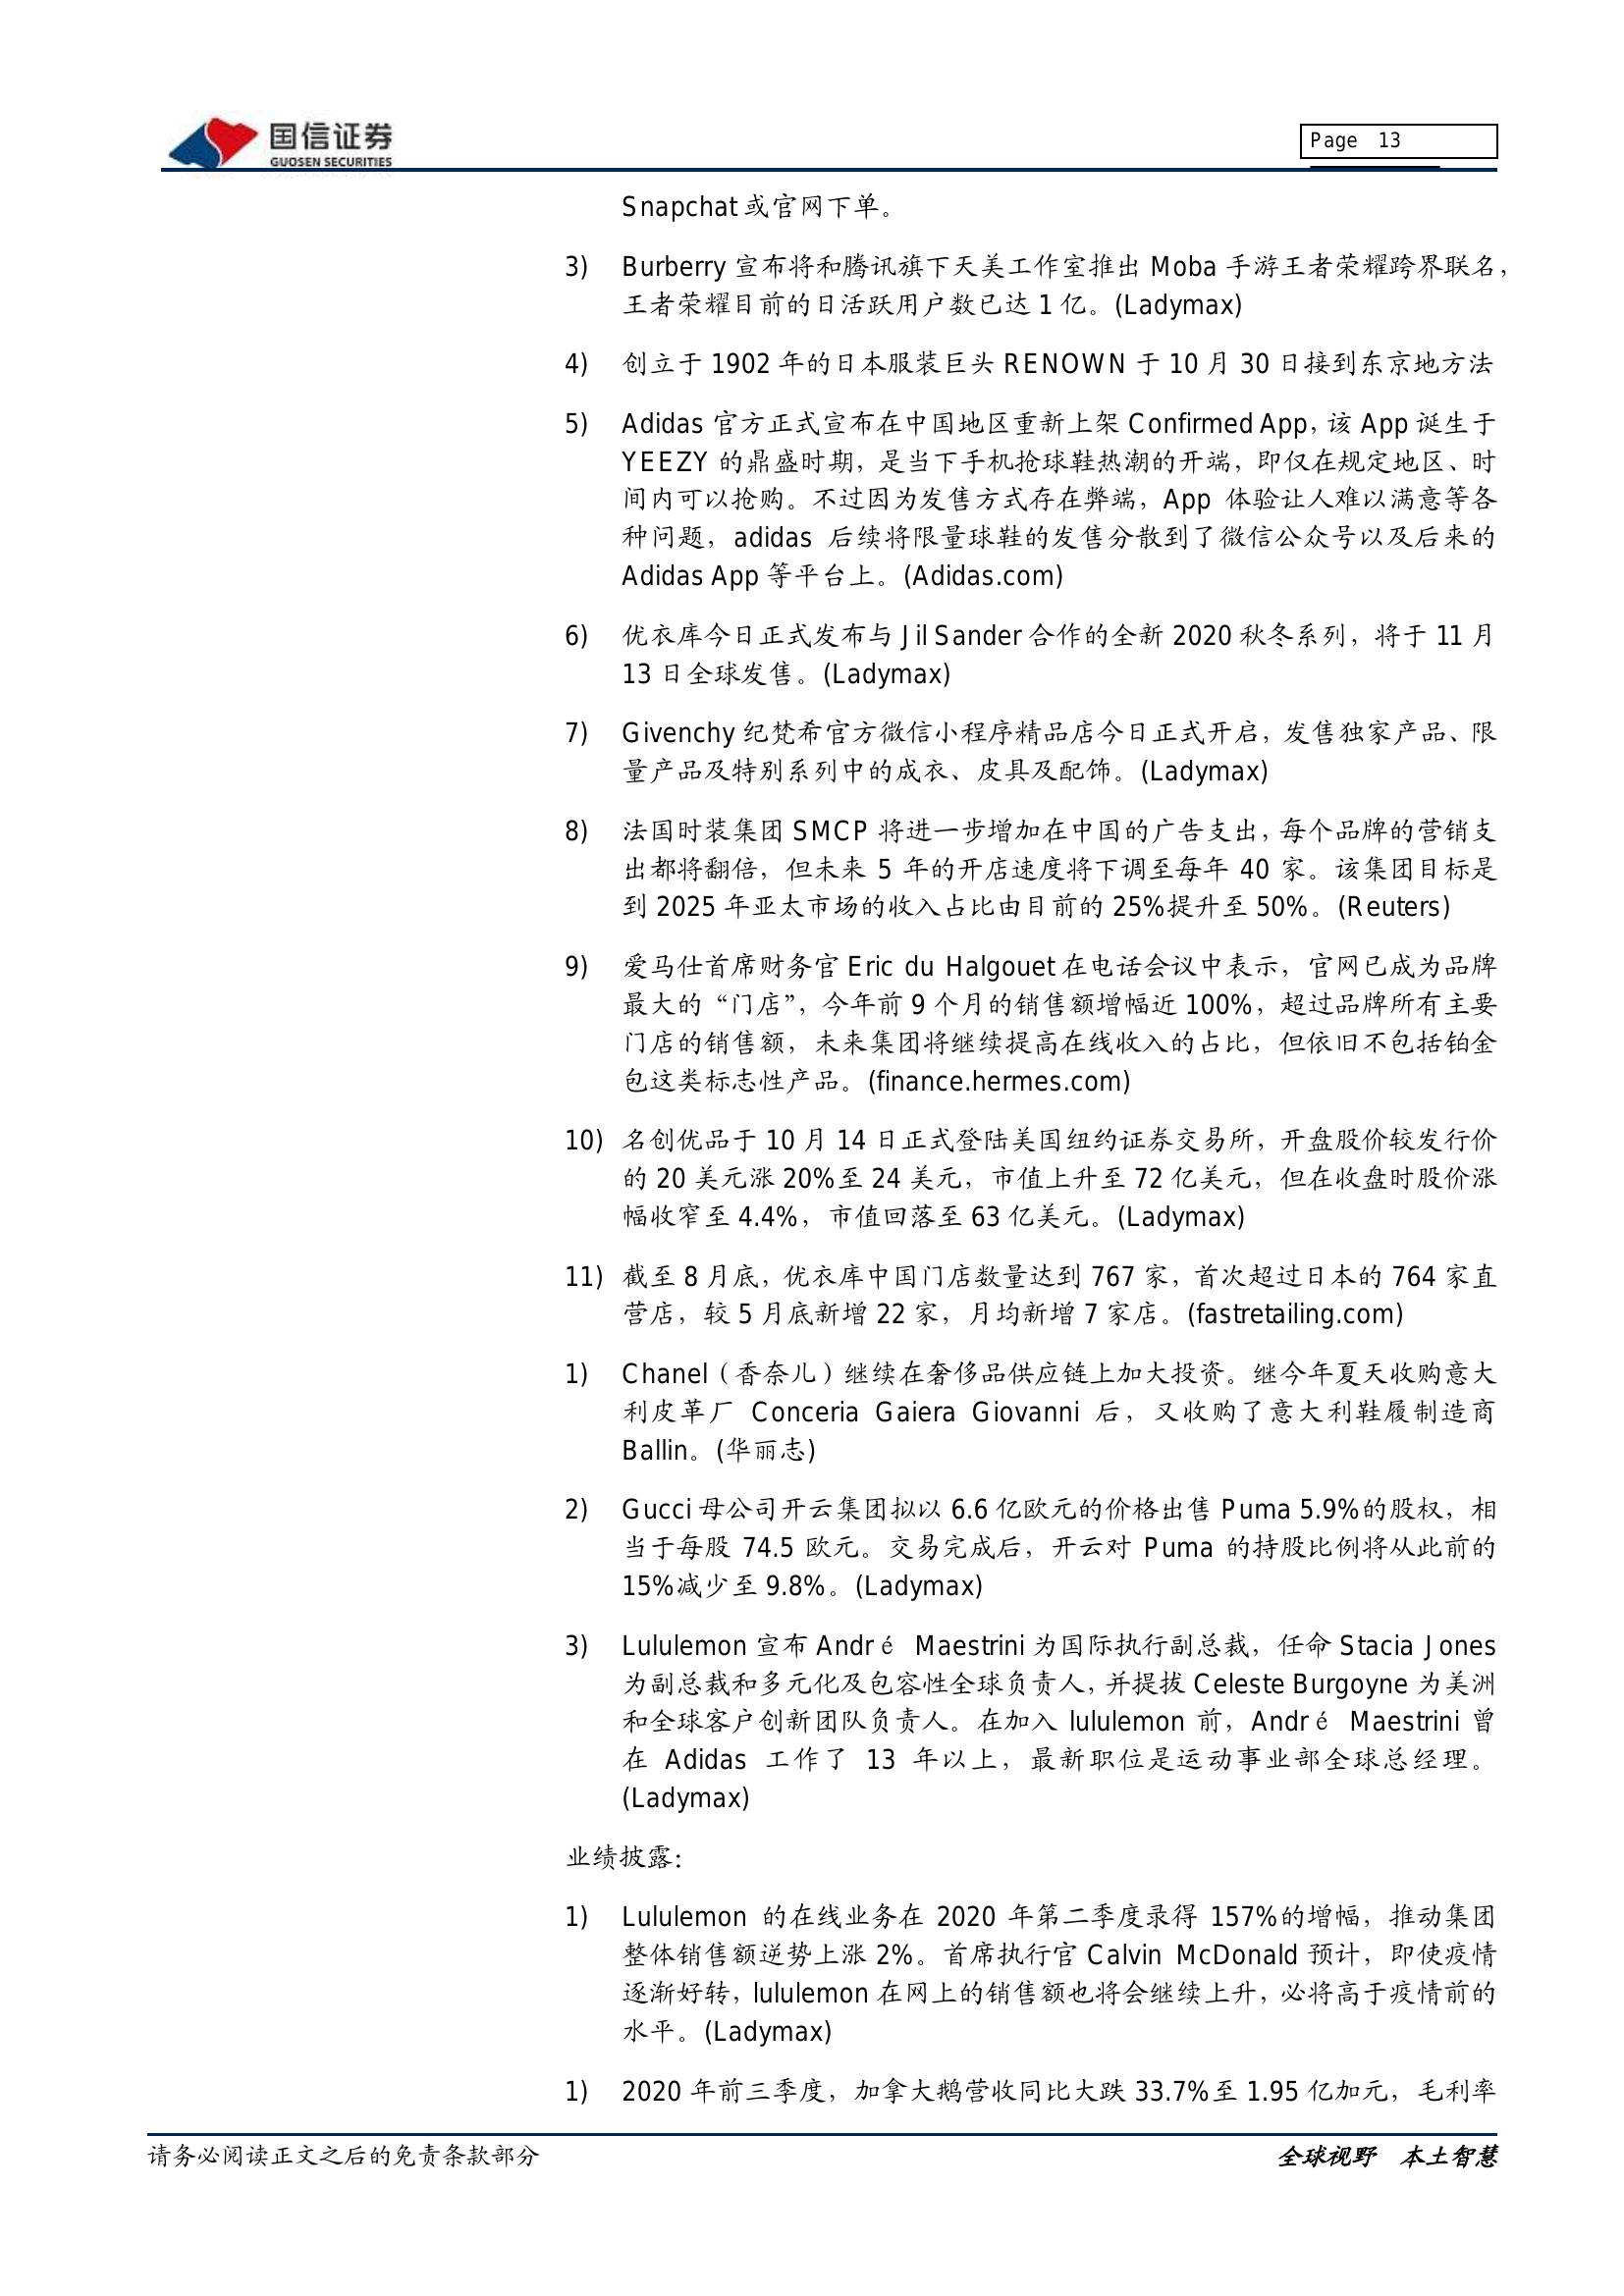 国信证券
GUOSEN SECURITIES
Page 13
Snapchat 或官网下单。
3) Burberry 宣布将和腾讯旗下天美工作室推出 Moba 手游王者荣耀跨界联名，
王者荣耀目前的日活跃用户数已达 1 亿。(Ladymax)
4) 创立于 1902 年的日本服装巨头 RENOWN 于 10 月 30 日接到东京地方法
5) Adidas 官方正式宣布在中国地区重新上架 Confirmed App，该 App 诞生于
YEEZY 的鼎盛时期，是当下手机抢球鞋热潮的开端，即仅在规定地区、时
间内可以抢购。不过因为发售方式存在弊端，App 体验让人难以满意等各
种问题，adidas 后续将限量球鞋的发售分散到了微信公众号以及后来的
Adidas App 等平台上。(Adidas.com)
6) 优衣库今日正式发布与 Jil Sander 合作的全新 2020 秋冬系列，将于 11 月
13 日全球发售。(Ladymax)
7) Givenchy 纪梵希官方微信小程序精品店今日正式开启，发售独家产品、限
量产品及特别系列中的成衣、皮具及配饰。(Ladymax)
8) 法国时装集团 SMCP 将进一步增加在中国的广告支出，每个品牌的营销支
出都将翻倍，但未来 5 年的开店速度将下调至每年 40 家。该集团目标是
到 2025 年亚太市场的收入占比由目前的 25%提升至 50%。(Reuters)
9) 爱马仕首席财务官 Eric du Halgouet 在电话会议中表示，官网已成为品牌
最大的“门店”，今年前 9 个月的销售额增幅近 100%，超过品牌所有主要
门店的销售额，未来集团将继续提高在线收入的占比，但依旧不包括铂金
包这类标志性产品。(finance.hermes.com)
10) 名创优品于 10 月 14 日正式登陆美国纽约证券交易所，开盘股价较发行价
的 20 美元涨 20%至 24 美元，市值上升至 72 亿美元，但在收盘时股价涨
幅收窄至 4.4%，市值回落至 63 亿美元。(Ladymax)
11) 截至 8 月底，优衣库中国门店数量达到 767 家，首次超过日本的 764 家直
营店，较 5 月底新增 22 家，月均新增 7 家店。(fastretailing.com)
1) Chanel（香奈儿）继续在奢侈品供应链上加大投资。继今年夏天收购意大
利皮革厂 Conceria Gaiera Giovanni 后，又收购了意大利鞋履制造商
Ballin。(华丽志)
2) Gucci 母公司开云集团拟以 6.6 亿欧元的价格出售 Puma 5.9%的股权，相
当于每股 74.5 欧元。交易完成后，开云对 Puma 的持股比例将从此前的
15%减少至 9.8%。(Ladymax)
3) Lululemon 宣布 André Maestrini 为国际执行副总裁，任命 Stacia Jones
为副总裁和多元化及包容性全球负责人，并提拔 Celeste Burgoyne 为美洲
和全球客户创新团队负责人。在加入 lululemon 前，André Maestrini 曾
在 Adidas 工作了 13 年以上，最新职位是运动事业部全球总经理。
(Ladymax)
业绩披露：
1) Lululemon 的在线业务在 2020 年第二季度录得 157%的增幅，推动集团
整体销售额逆势上涨 2%。首席执行官 Calvin McDonald 预计，即使疫情
逐渐好转，lululemon 在网上的销售额也将会继续上升，必将高于疫情前的
水平。(Ladymax)
1) 2020 年前三季度，加拿大鹅营收同比大跌 33.7%至 1.95 亿加元，毛利率
请务必阅读正文之后的免责条款部分
全球视野 本土智慧